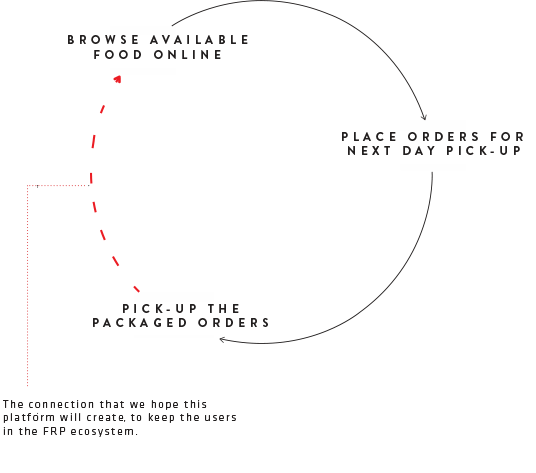 BROWSE AVAILABLE
FOOD ONLINE
PLACE ORDERS FOR
NEXT DAY PICK-UP
PICK-UP THE
PACKAGED ORDERS
The connection that we hope this
platform will create, to keep the users
in the FRP ecosystem.